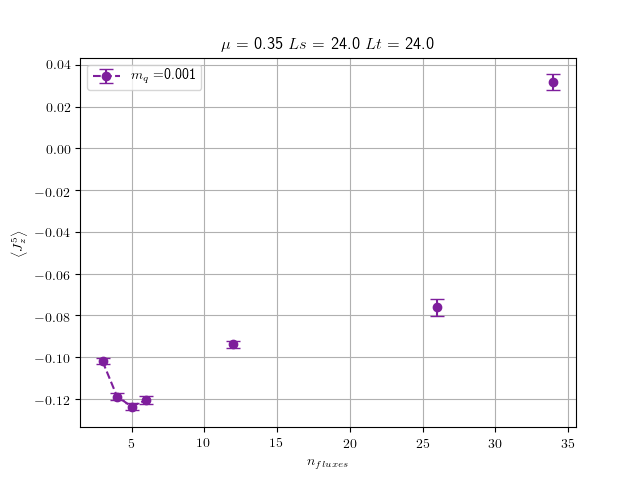 μ = 0.35 Ls = 24.0 Lt = 24.0
m_q =0.001
⟨J_z^5⟩
0.04
0.02
0.00
−0.02
−0.04
−0.06
−0.08
−0.10
−0.12
5 10 15 20 25 30 35
n_fluxes